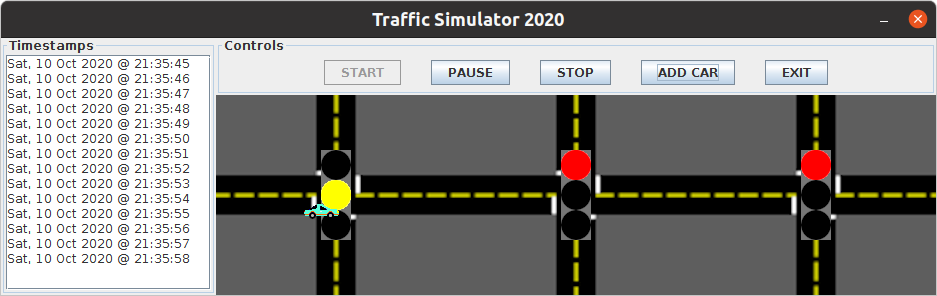 Traffic Simulator 2020
Timestamps
Sat, 10 Oct 2020 @ 21:35:45
Sat, 10 Oct 2020 @ 21:35:46
Sat, 10 Oct 2020 @ 21:35:47
Sat, 10 Oct 2020 @ 21:35:48
Sat, 10 Oct 2020 @ 21:35:49
Sat, 10 Oct 2020 @ 21:35:50
Sat, 10 Oct 2020 @ 21:35:51
Sat, 10 Oct 2020 @ 21:35:52
Sat, 10 Oct 2020 @ 21:35:53
Sat, 10 Oct 2020 @ 21:35:54
Sat, 10 Oct 2020 @ 21:35:55
Sat, 10 Oct 2020 @ 21:35:56
Sat, 10 Oct 2020 @ 21:35:57
Sat, 10 Oct 2020 @ 21:35:58
Controls
START PAUSE STOP ADD CAR EXIT